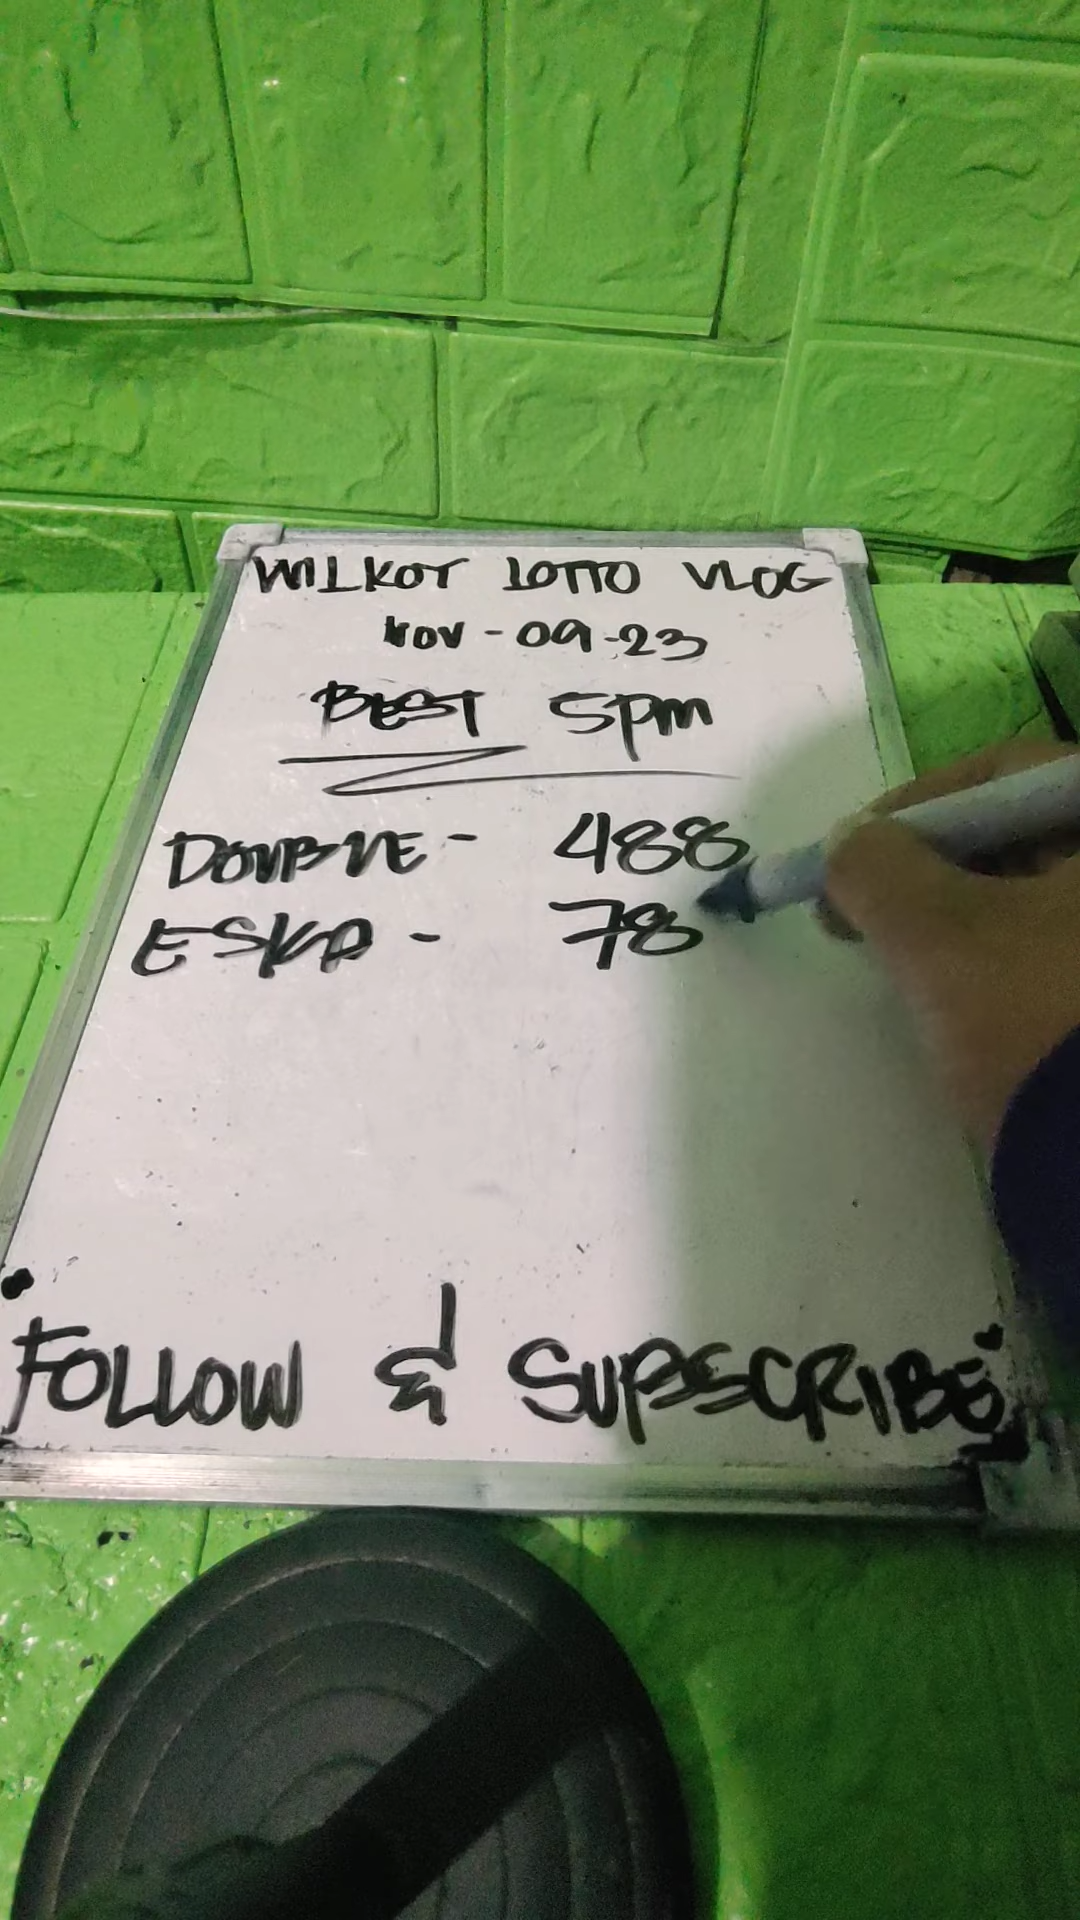 WILKOT LOTTO VLOG
NOV - 09-23
BEST 5pm
DOUBLE - 488
ESKA - 78
FOLLOW & SUBSCRIBE